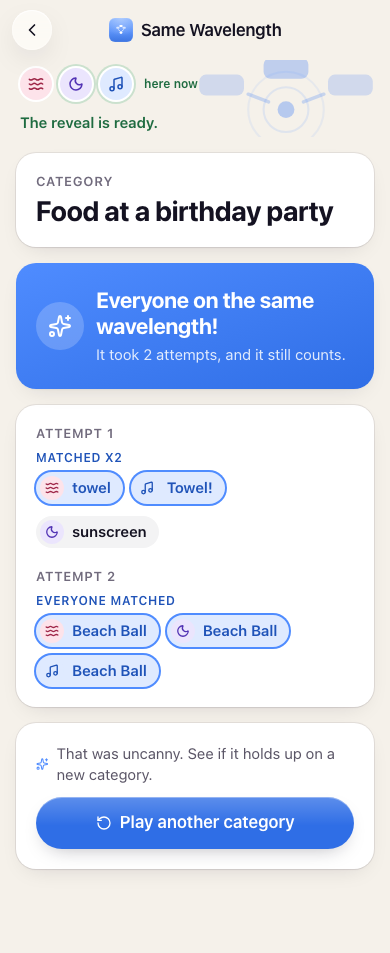 Same Wavelength
here now
The reveal is ready.
CATEGORY
Food at a birthday party
Everyone on the same
wavelength!
It took 2 attempts, and it still counts.
ATTEMPT 1
MATCHED X2
towel Towel!
sunscreen
ATTEMPT 2
EVERYONE MATCHED
Beach Ball Beach Ball
Beach Ball
That was uncanny. See if it holds up on a
new category.
Play another category